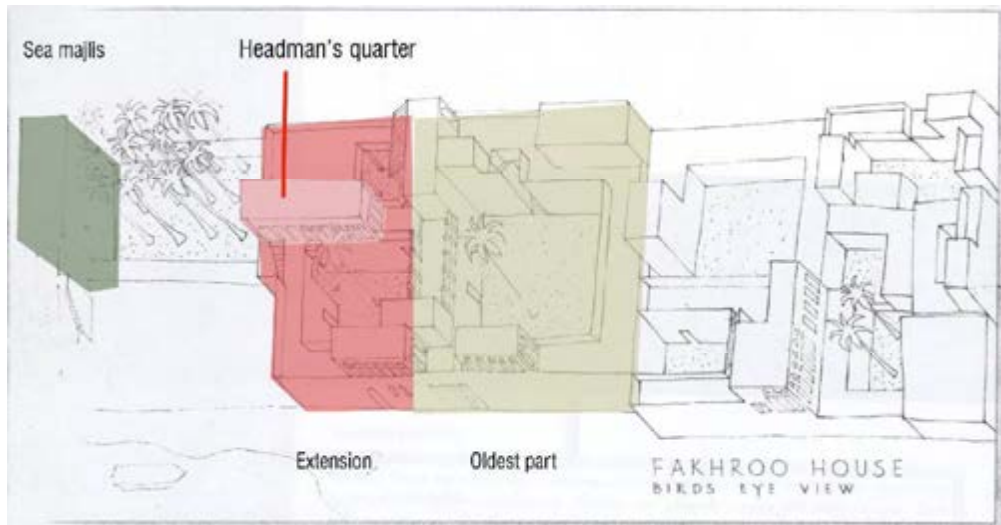 Sea majlis
Headman's quarter
Extension
Oldest part
FAKHROO HOUSE
BIRDS EYE VIEW